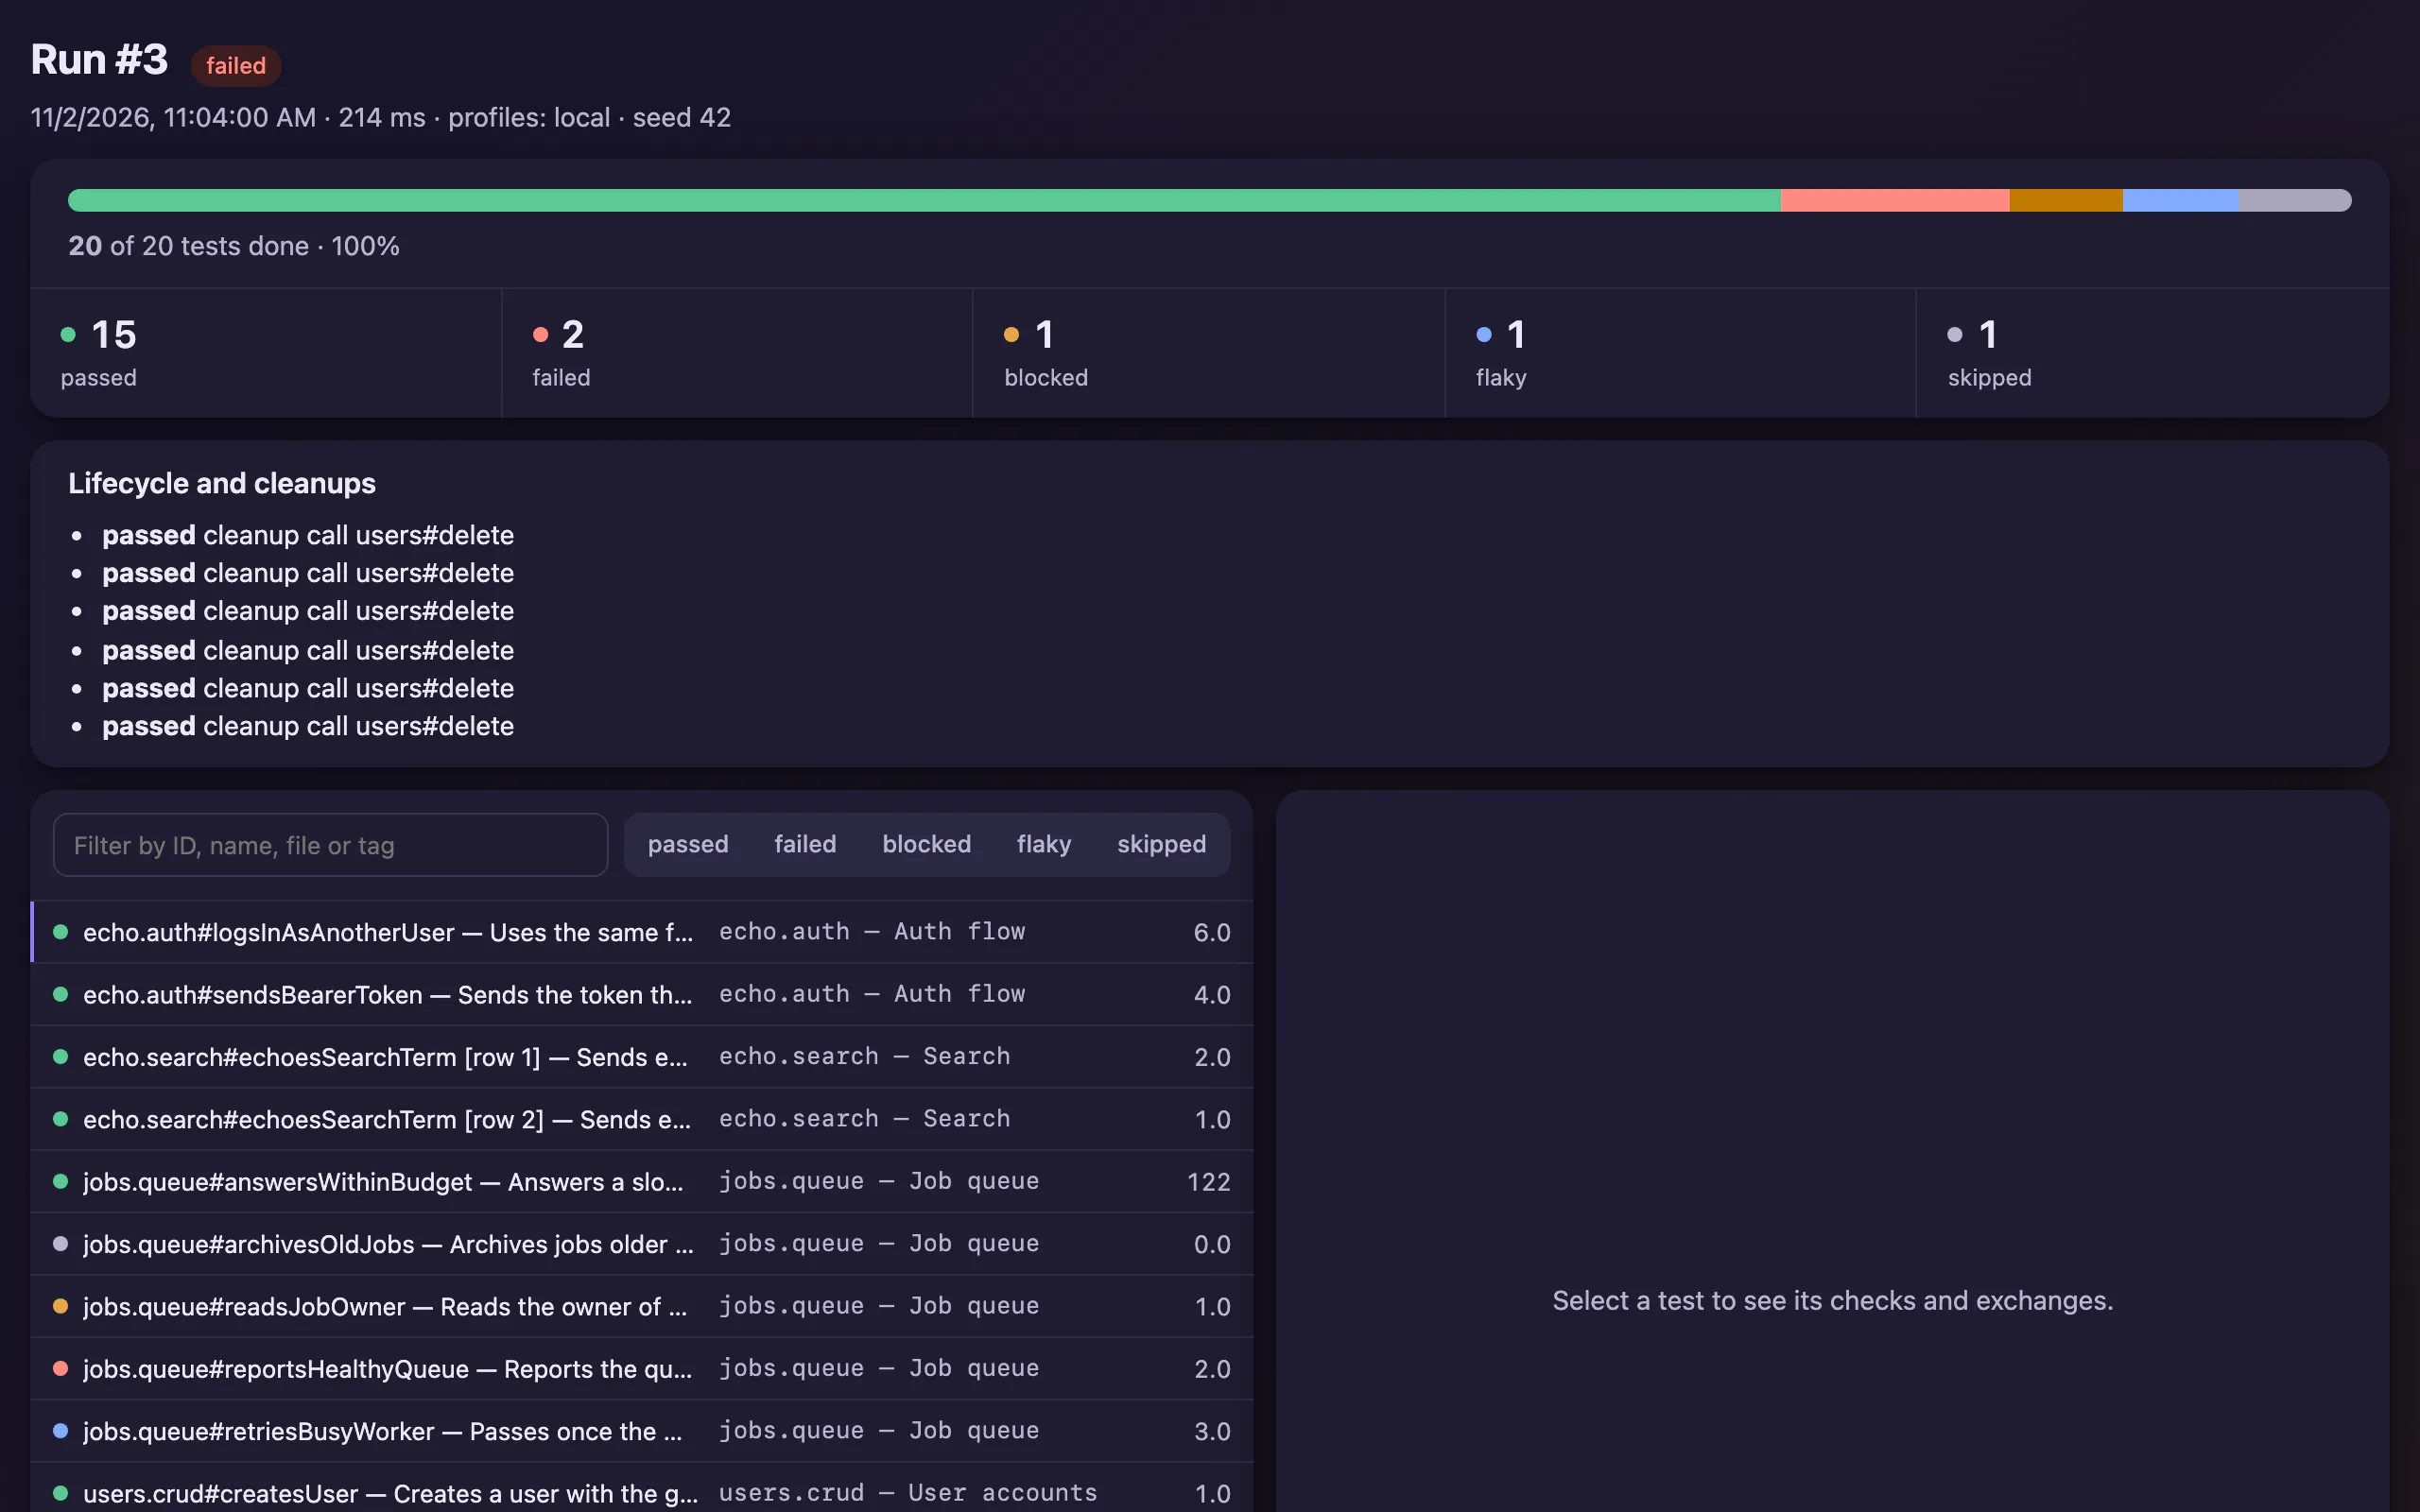 Run #3 failed
11/2/2026, 11:04:00 AM · 214 ms · profiles: local · seed 42
20 of 20 tests done · 100%
15 2 1 1 1
passed failed blocked flaky skipped
Lifecycle and cleanups
• passed cleanup call users#delete
• passed cleanup call users#delete
• passed cleanup call users#delete
• passed cleanup call users#delete
• passed cleanup call users#delete
• passed cleanup call users#delete
Filter by ID, name, file or tag passed failed blocked flaky skipped
echo.auth#logsInAsAnotherUser — Uses the same f... echo.auth — Auth flow 6.0
echo.auth#sendsBearerToken — Sends the token th... echo.auth — Auth flow 4.0
echo.search#echoesSearchTerm [row 1] — Sends e... echo.search — Search 2.0
echo.search#echoesSearchTerm [row 2] — Sends e... echo.search — Search 1.0
jobs.queue#answersWithinBudget — Answers a slo... jobs.queue — Job queue 122
jobs.queue#archivesOldJobs — Archives jobs older ... jobs.queue — Job queue 0.0
jobs.queue#readsJobOwner — Reads the owner of ... jobs.queue — Job queue 1.0
Select a test to see its checks and exchanges.
jobs.queue#reportsHealthyQueue — Reports the qu... jobs.queue — Job queue 2.0
jobs.queue#retriesBusyWorker — Passes once the ... jobs.queue — Job queue 3.0
users.crud#createsUser — Creates a user with the g... users.crud — User accounts 1.0